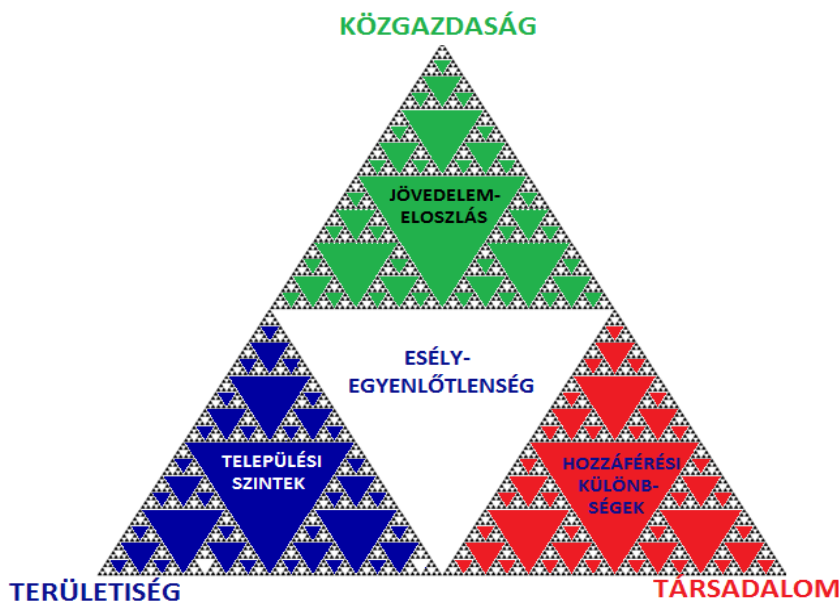 KÖZGAZDASÁG
JÖVEDELEM-
ELOSZLÁS
ESÉLY-
EGYENLŐTLENSÉG
TELEPÜLÉSI
SZINTEK
HOZZÁFÉRÉSI
KÜLÖNB-
SÉGEK
TERÜLETISÉG
TÁRSADALOM